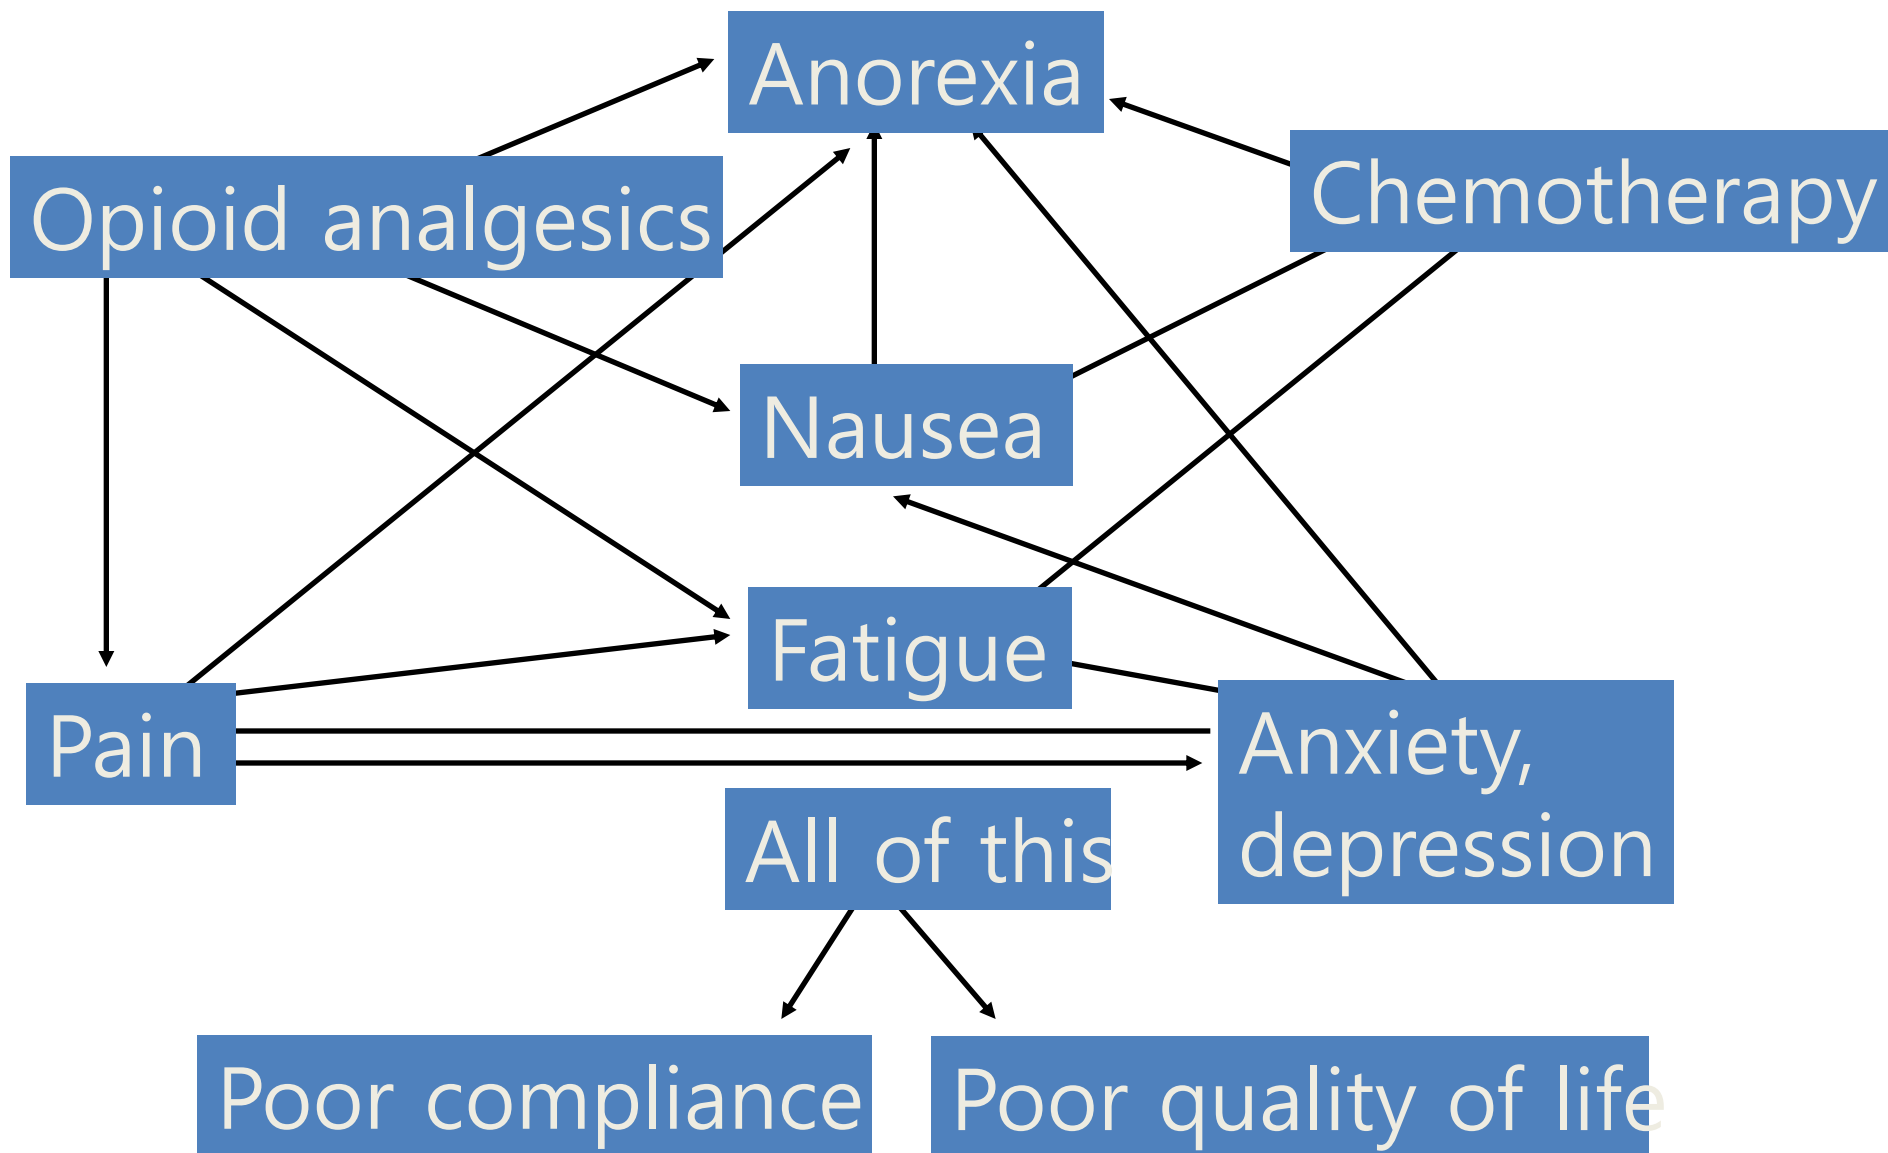 Anorexia
Chemotherapy
Opioid analgesics
Nausea
Fatigue
Pain
Anxiety,
depression
All of this
Poor compliance
Poor quality of life